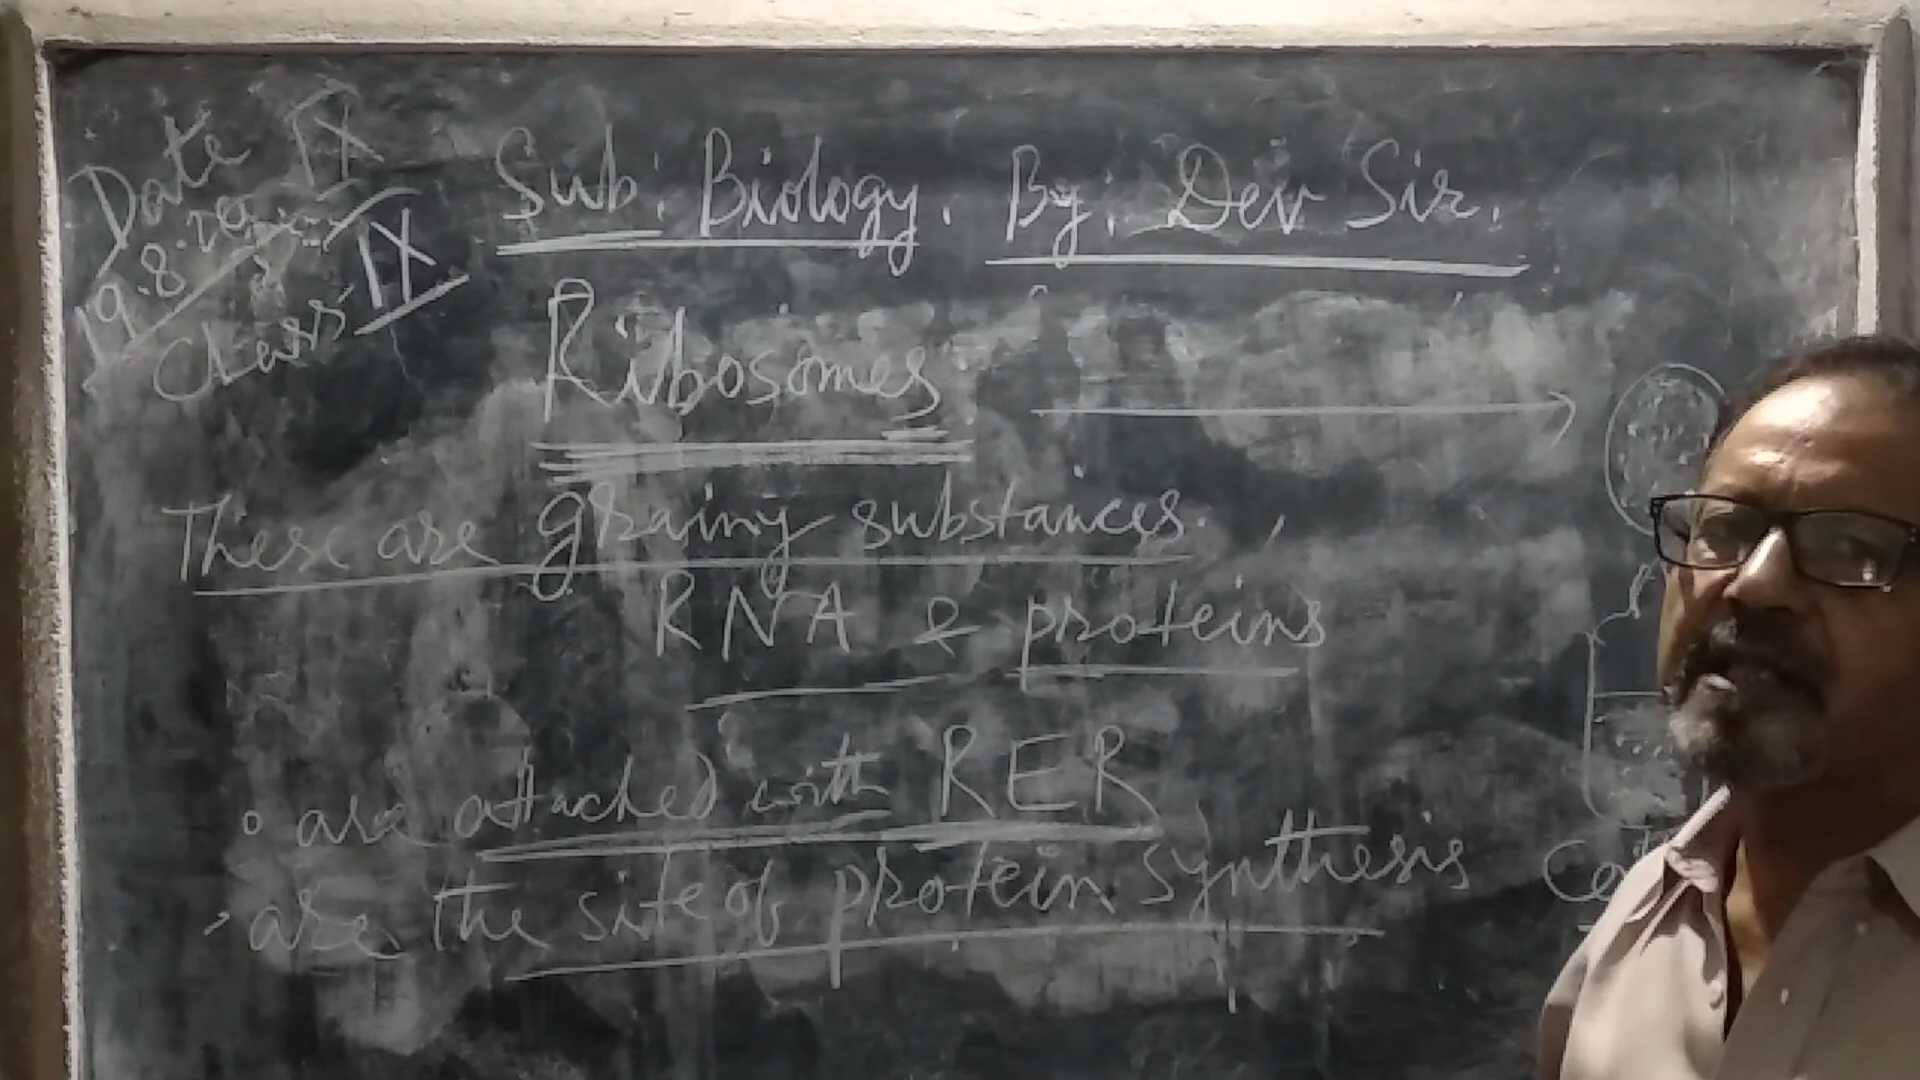 Date IX
19.8.20
Class IX
Sub: Biology. By: Dev Sir.
Ribosomes
These are grainy substances.
RNA & proteins
are attached with RER
are the site of protein synthesis